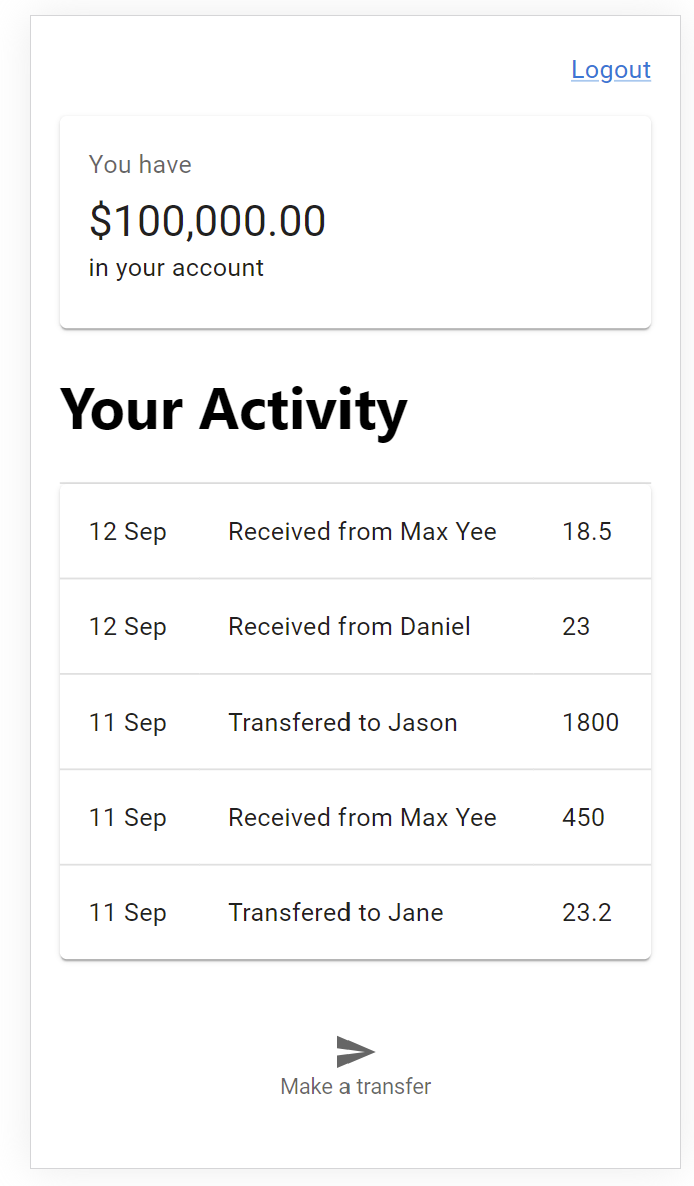 Logout
You have
$100,000.00
in your account
Your Activity
12 Sep Received from Max Yee 18.5
12 Sep Received from Daniel 23
11 Sep Transfered to Jason 1800
11 Sep Received from Max Yee 450
11 Sep Transfered to Jane 23.2
Make a transfer